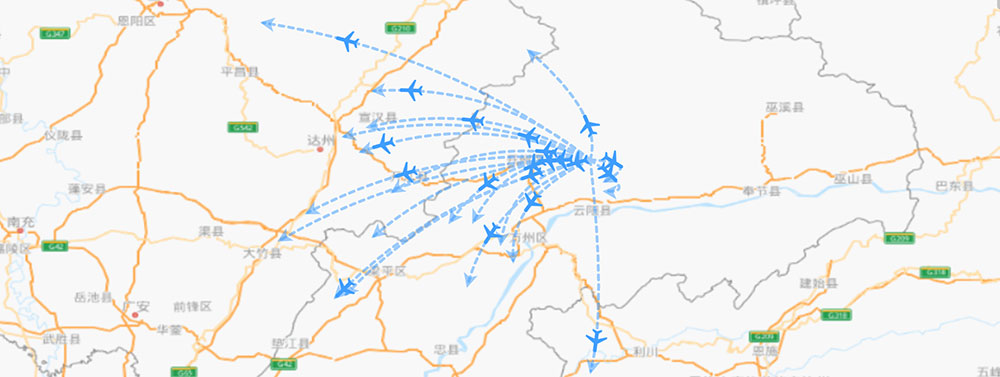 恩阳区
G347
G210
平昌县
巫溪县
宣汉县
G542
达州
仪陇县
蓬安县
巫山县
奉节县
巴东县
云阳县
南充
渠县
万州区
大竹县
G42
G209
梁平区
G318
建始县
岳池县
广安
前锋区
G318
华蓥
武胜县
垫江县
忠县
利川
G209
恩施
G42
G65
五峰